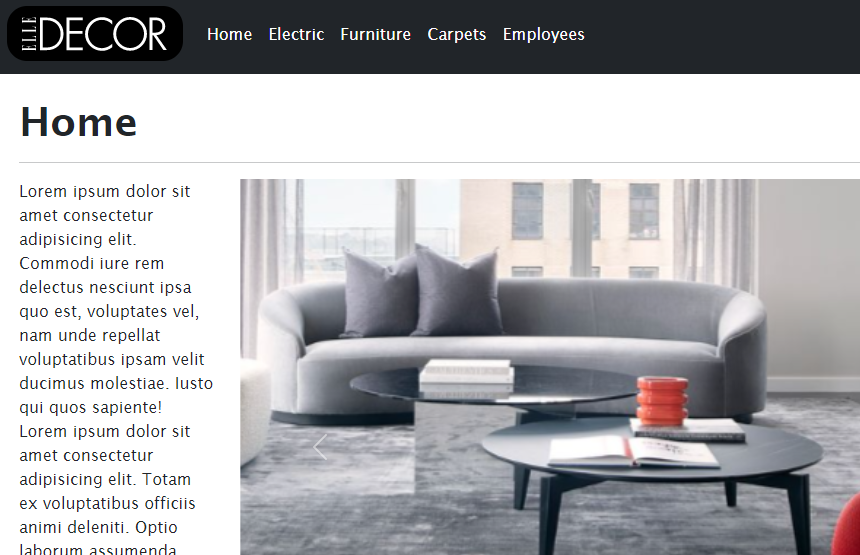 ELLE DECOR Home Electric Furniture Carpets Employees
Home
Lorem ipsum dolor sit
amet consectetur
adipisicing elit.
Commodi iure rem
delectus nesciunt ipsa
quo est, voluptates vel,
nam unde repellat
voluptatibus ipsam velit
ducimus molestiae. Iusto
qui quos sapiente!
Lorem ipsum dolor sit
amet consectetur
adipisicing elit. Totam
ex voluptatibus officiis
animi deleniti. Optio
laborum assumenda